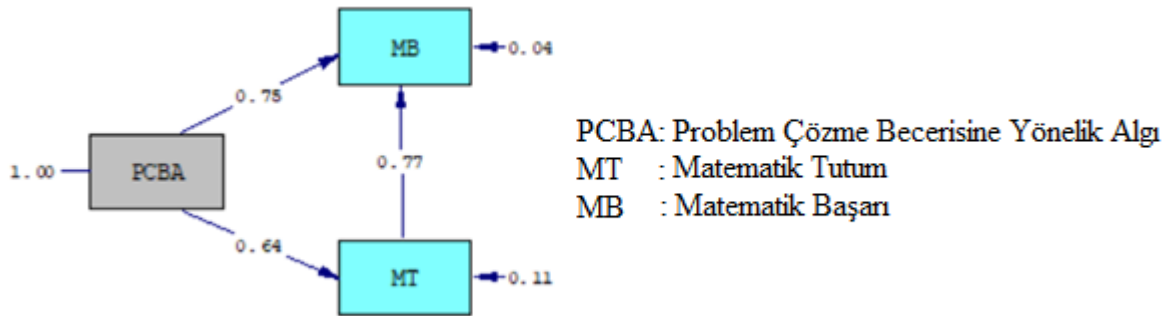 MB
0.04
0.75
PCBA: Problem Çözme Becerisine Yönelik Algı
1.00
PCBA
0.77
MT : Matematik Tutum
MB : Matematik Başarı
0.64
MT
0.11